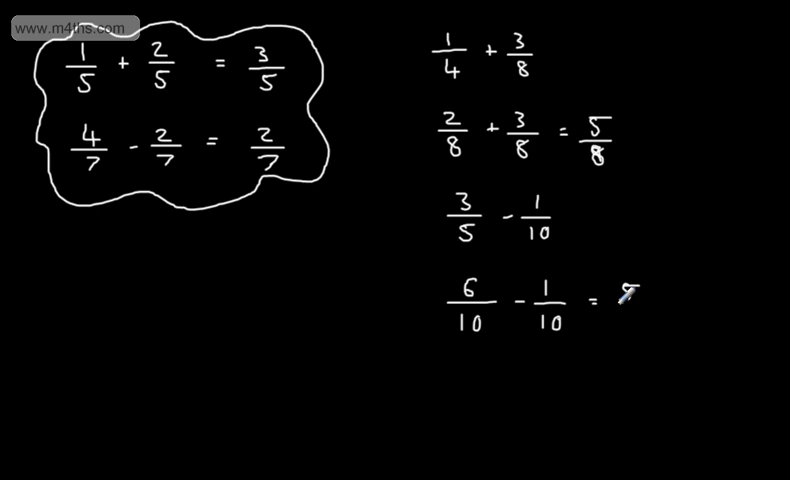 www.m4ths.com
1/5 + 2/5 = 3/5
4/7 - 2/7 = 2/7
1/4 + 3/8
2/8 + 3/8 = 5/8
3/5 - 1/10
6/10 - 1/10 =